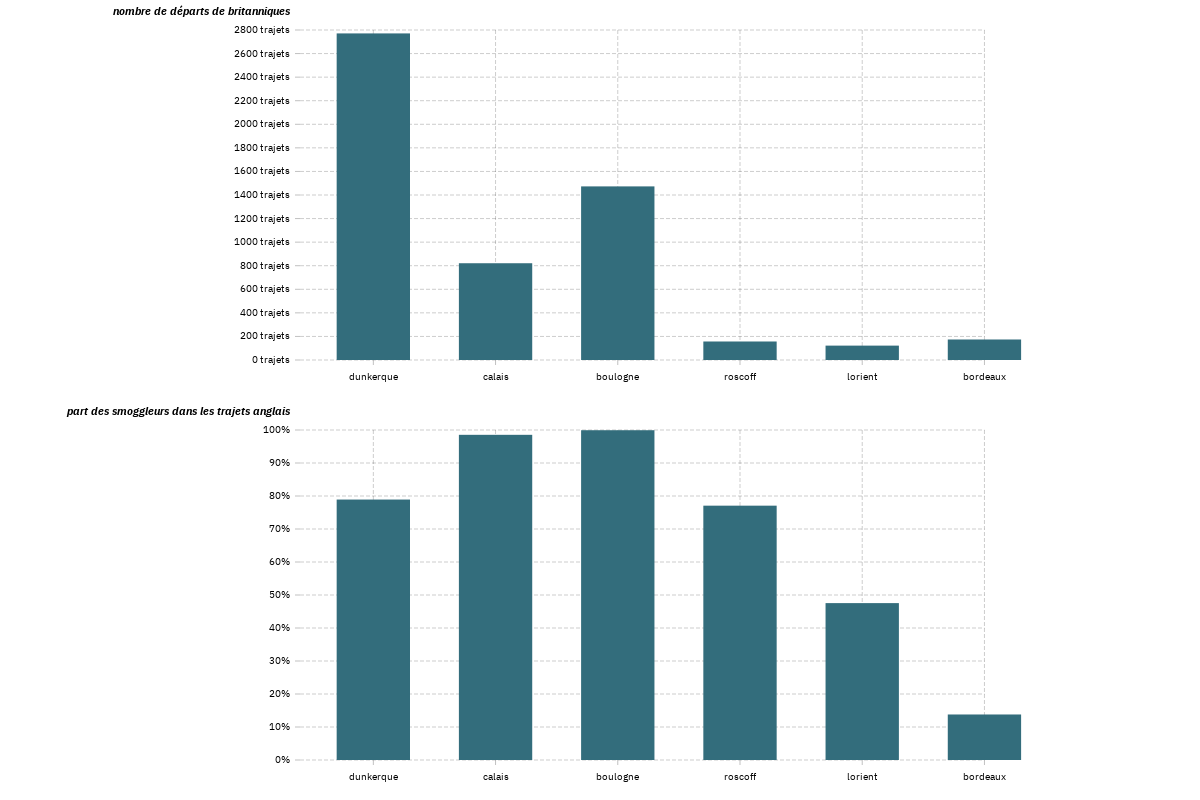 nombre de départs de britanniques
2800 trajets
2600 trajets
2400 trajets
2200 trajets
2000 trajets
1800 trajets
1600 trajets
1400 trajets
1200 trajets
1000 trajets
800 trajets
600 trajets
400 trajets
200 trajets
0 trajets
dunkerque calais boulogne roscoff lorient bordeaux
part des smoggleurs dans les trajets anglais
100%
90%
80%
70%
60%
50%
40%
30%
20%
10%
0%
dunkerque calais boulogne roscoff lorient bordeaux